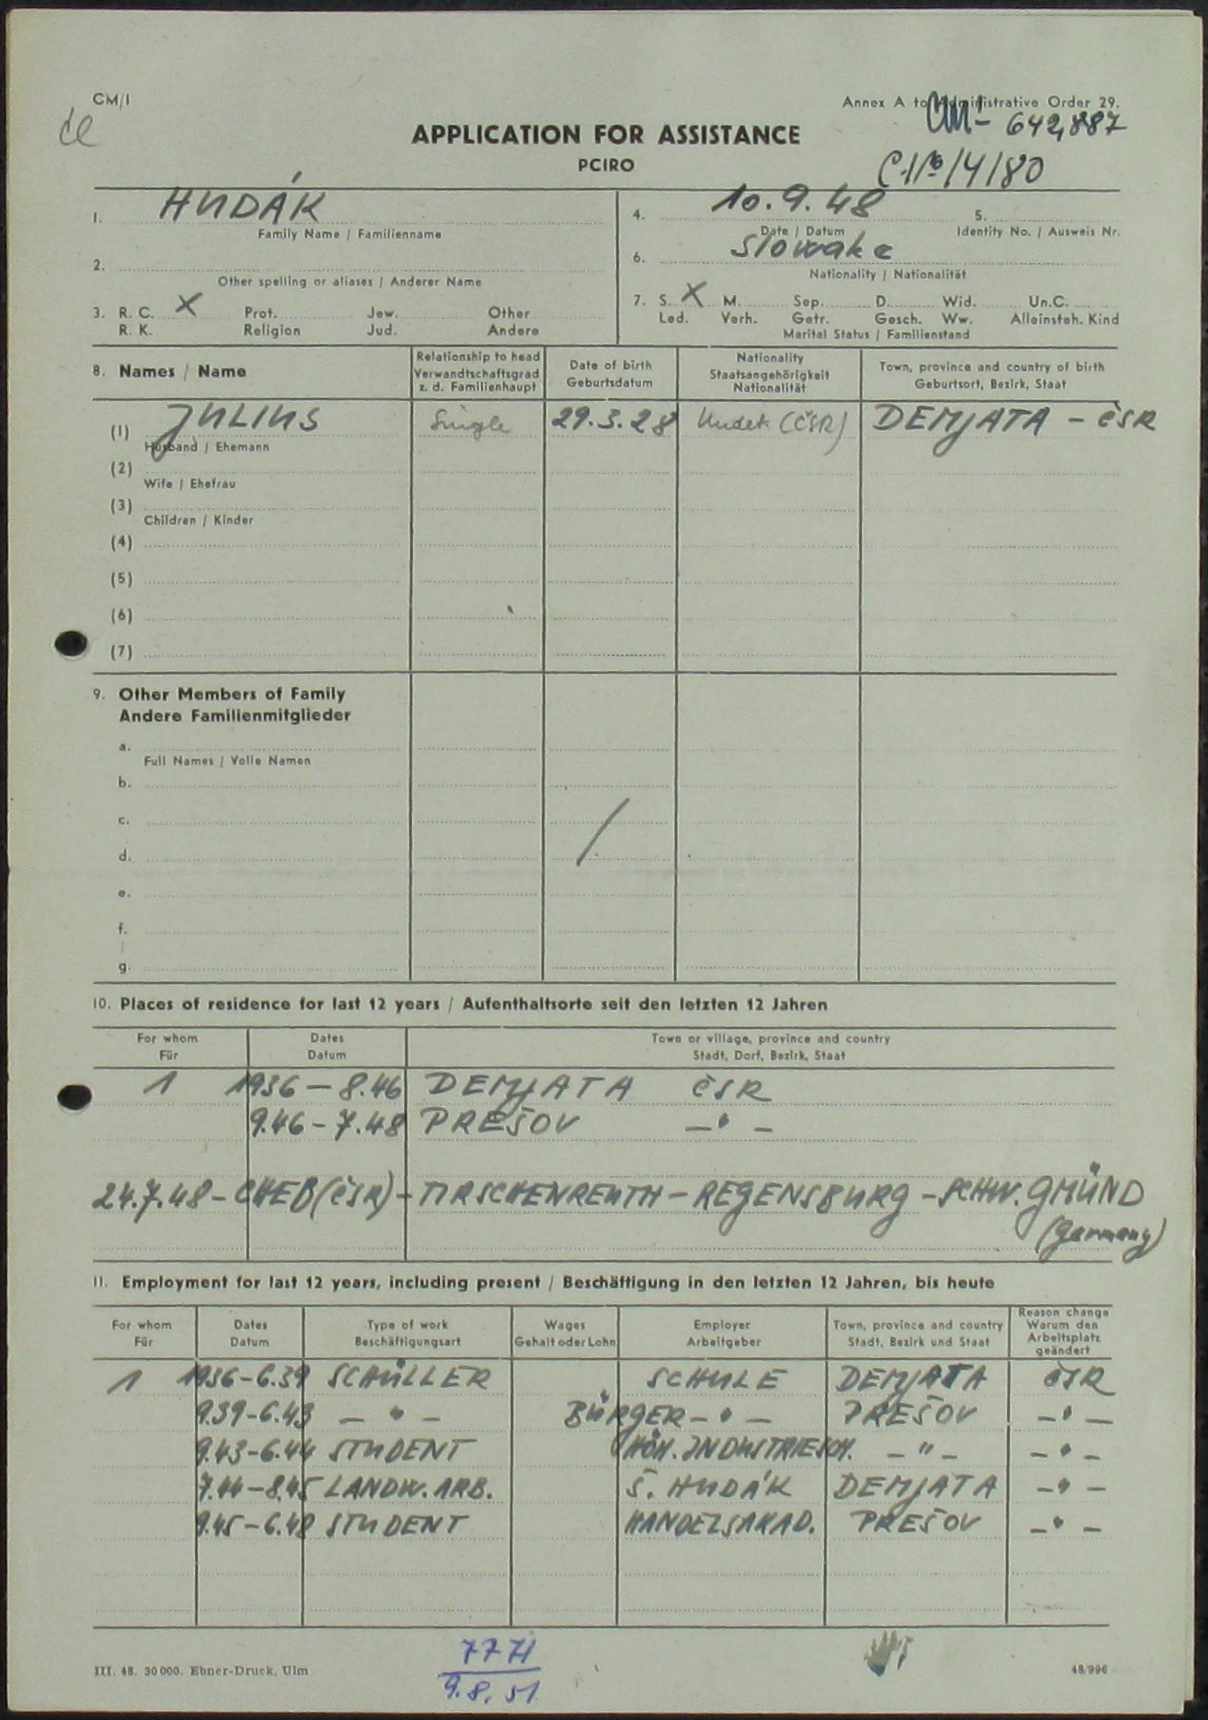 CM/I
Annex A to Administrative Order 29.
CM/1- 642,887
APPLICATION FOR ASSISTANCE
PCIRO
1. HUDÁK
Family Name / Familienname
2.
Other spelling or aliases / Anderer Name
3. R. C. X Prot. Jew. Other
R. K. Religion Jud. Andere
4. 10.9.48 5.
Date / Datum Identity No. / Ausweis Nr.
6. Slowake
Nationality / Nationalität
7. S. X M. Sep. D. Wid. Un.C.
Led. Verh. Getr. Gesch. Ww. Alleinsteh. Kind
Marital Status / Familienstand
8. Names / Name
Relationship to head
Verwandtschaftsgrad
z. d. Familienhaupt
Date of birth
Geburtsdatum
Nationality
Staatsangehörigkeit
Nationalität
Town, province and country of birth
Geburtsort, Bezirk, Staat
(1) JULIUS Single 29.3.28 Undet. (ČSR) DEMJATA - ČSR
Husband / Ehemann
(2)
Wife / Ehefrau
(3)
Children / Kinder
(4)
(5)
(6)
(7)
9. Other Members of Family
Andere Familienmitglieder
a.
Full Names / Volle Namen
b.
c.
d.
e.
f.
g.
10. Places of residence for last 12 years / Aufenthaltsorte seit den letzten 12 Jahren
For whom
Für
Dates
Datum
Town or village, province and country
Stadt, Dorf, Bezirk, Staat
1 1936 - 8.46 DEMJATA ČSR
9.46 - 7.48 PREŠOV - " -
24.7.48 - CHEB (ČSR) - TIRSCHENREUTH - REGENSBURG - SCHW. GMÜND
(Germany)
11. Employment for last 12 years, including present / Beschäftigung in den letzten 12 Jahren, bis heute
For whom
Für
Dates
Datum
Type of work
Beschäftigungsart
Wages
Gehalt oder Lohn
Employer
Arbeitgeber
Town, province and country
Stadt, Bezirk und Staat
Reason change
Warum den
Arbeitsplatz
geändert
1 1936-6.39 SCHÜLLER SCHULE DEMJATA ČSR
9.39-6.43 - " - BÜRGER - " - PREŠOV - " -
9.43-6.44 STUDENT HÖH. INDUSTRIESCH. - " - - " -
7.44-8.45 LANDW. ARB. Š. HUDÁK DEMJATA - " -
9.45-6.48 STUDENT HANDELSAKAD. PREŠOV - " -
7771
9.8.51
III. 48. 30000. Ebner-Druck, Ulm
48/996